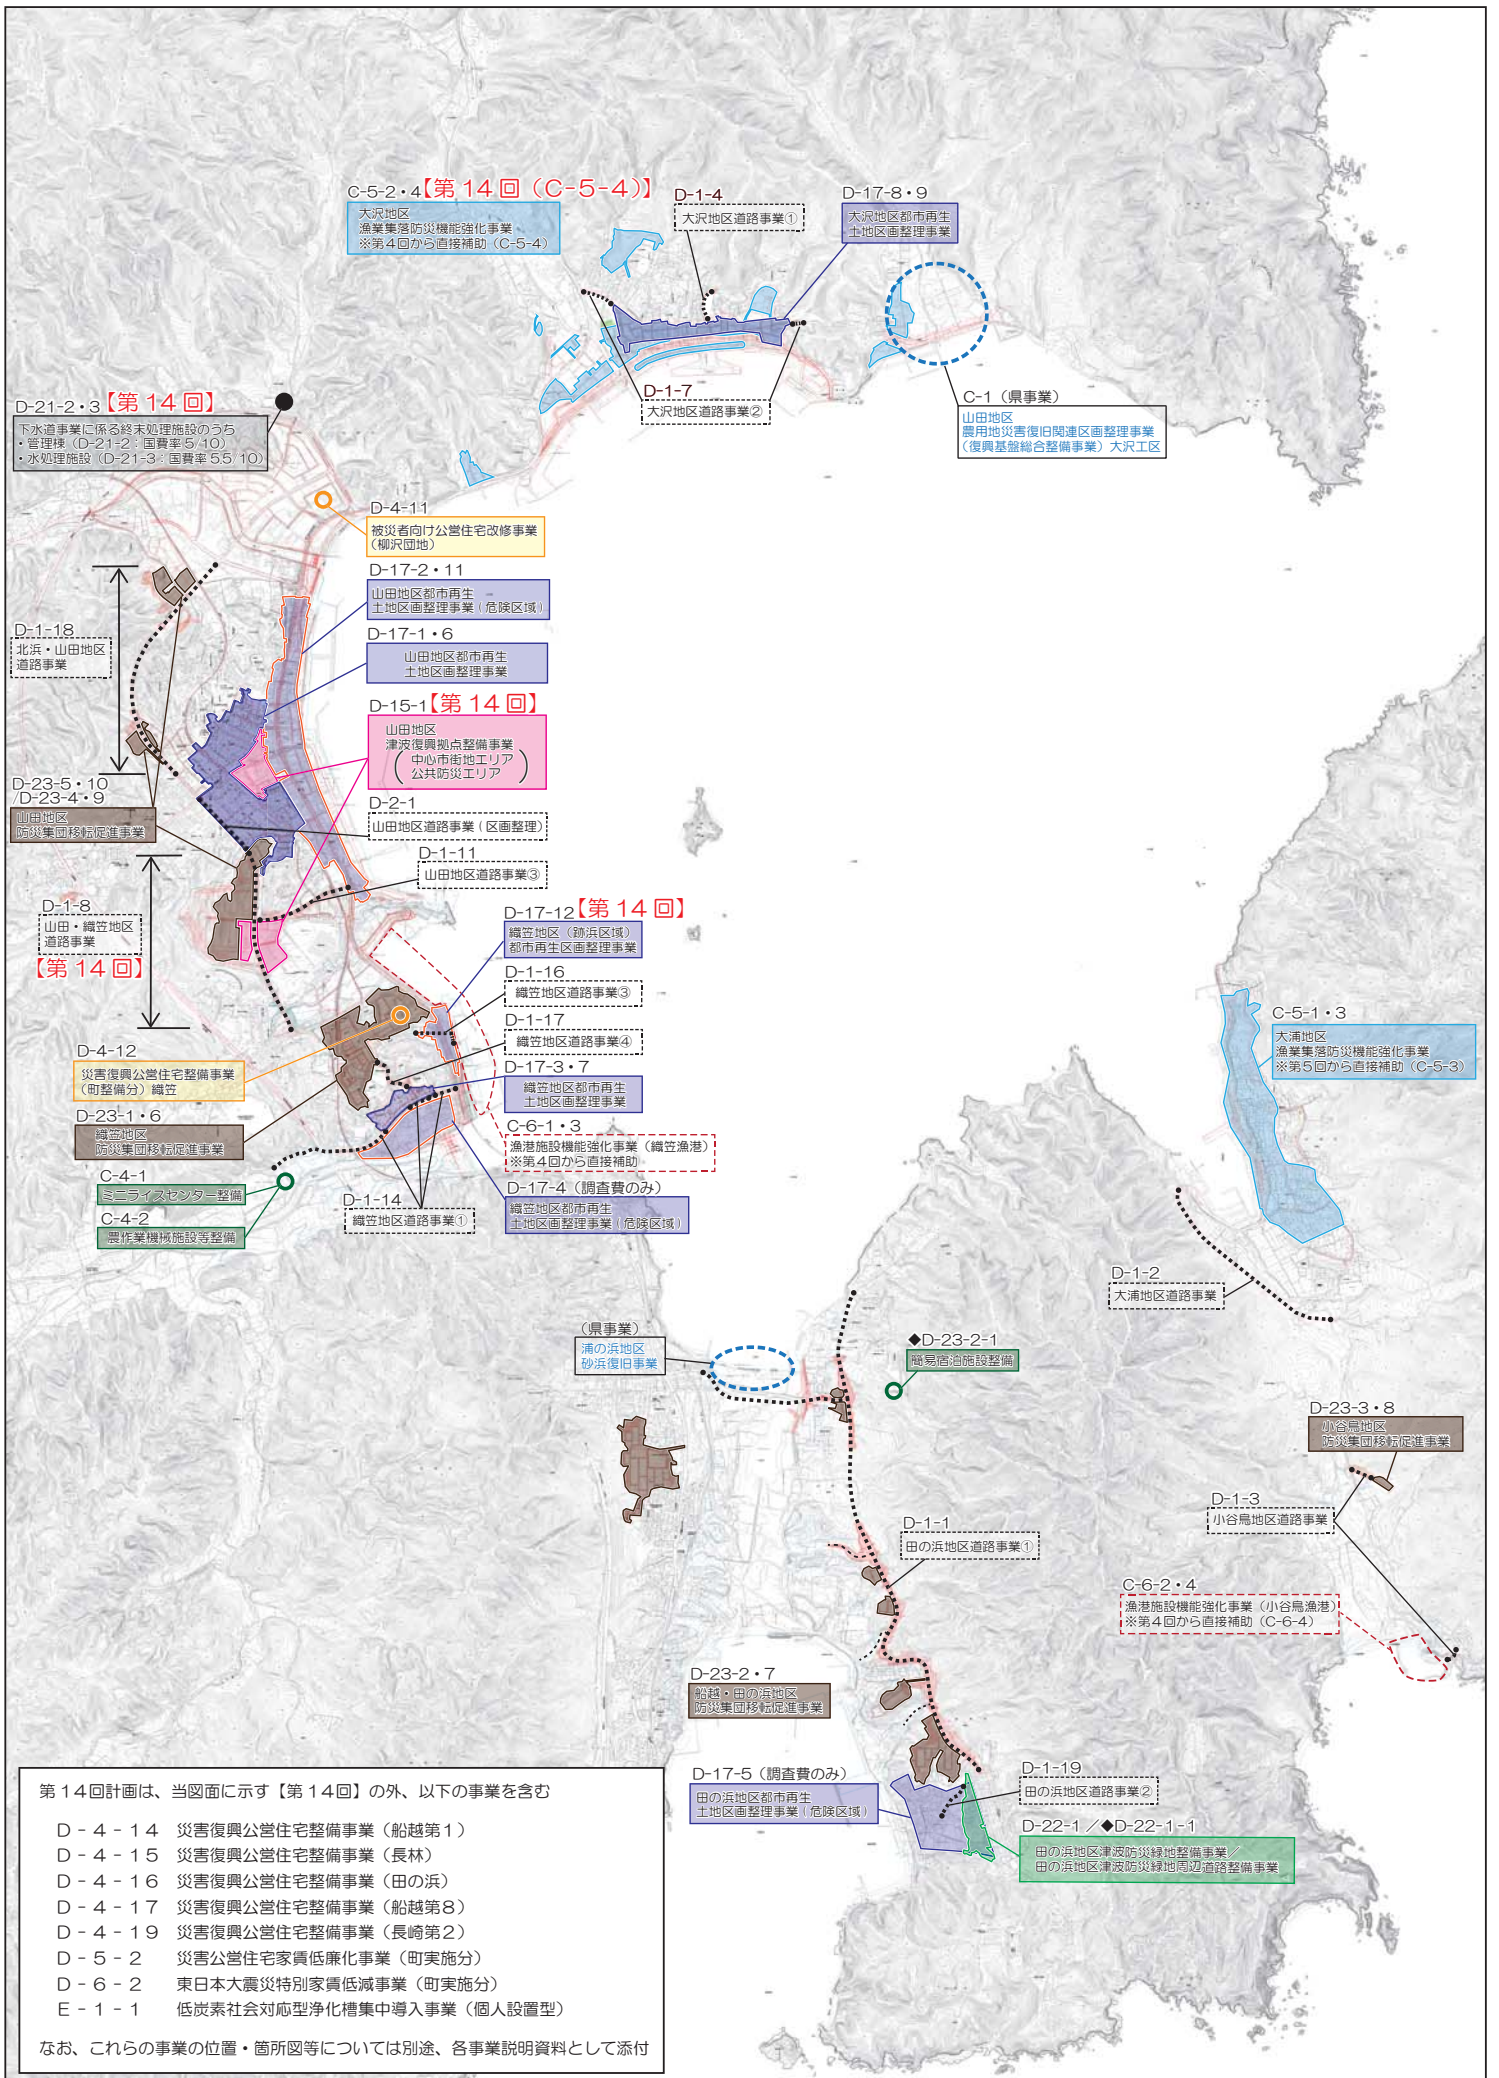 C-5-2・4【第14回（C-5-4）】
大沢地区
漁業集落防災機能強化事業
※第4回から直接補助（C-5-4）
D-1-4
大沢地区道路事業①
D-17-8・9
大沢地区都市再生
土地区画整理事業
D-1-7
大沢地区道路事業②
C-1（県事業）
山田地区
農用地災害復旧関連区画整理事業
（復興基盤総合整備事業）大沢工区
D-21-2・3【第14回】
下水道事業に係る終末処理施設のうち
・管理棟（D-21-2：国費率5/10）
・水処理施設（D-21-3：国費率5.5/10）
D-4-11
被災者向け公営住宅改修事業
（柳沢団地）
D-17-2・11
山田地区都市再生
土地区画整理事業（危険区域）
D-17-1・6
山田地区都市再生
土地区画整理事業
D-1-18
北浜・山田地区
道路事業
D-15-1【第14回】
山田地区
津波復興拠点整備事業
（中心市街地エリア
公共防災エリア）
D-23-5・10
/D-23-4・9
山田地区
防災集団移転促進事業
D-2-1
山田地区道路事業（区画整理）
D-1-11
山田地区道路事業③
D-1-8
山田・織笠地区
道路事業
【第14回】
D-17-12【第14回】
織笠地区（跡浜区域）
都市再生区画整理事業
D-1-16
織笠地区道路事業③
D-1-17
織笠地区道路事業④
D-4-12
災害復興公営住宅整備事業
（町整備分）織笠
D-17-3・7
織笠地区都市再生
土地区画整理事業
D-23-1・6
織笠地区
防災集団移転促進事業
C-6-1・3
漁港施設機能強化事業（織笠漁港）
※第4回から直接補助
C-4-1
ミニライスセンター整備
C-4-2
農作業機械施設等整備
D-1-14
織笠地区道路事業①
D-17-4（調査費のみ）
織笠地区都市再生
土地区画整理事業（危険区域）
C-5-1・3
大浦地区
漁業集落防災機能強化事業
※第5回から直接補助（C-5-3）
D-1-2
大浦地区道路事業
（県事業）
浦の浜地区
砂浜復旧事業
◆D-23-2-1
簡易宿泊施設整備
D-23-3・8
小谷鳥地区
防災集団移転促進事業
D-1-3
小谷鳥地区道路事業
D-1-1
田の浜地区道路事業①
C-6-2・4
漁港施設機能強化事業（小谷鳥漁港）
※第4回から直接補助（C-6-4）
D-23-2・7
船越・田の浜地区
防災集団移転促進事業
D-17-5（調査費のみ）
田の浜地区都市再生
土地区画整理事業（危険区域）
D-1-19
田の浜地区道路事業②
D-22-1／◆D-22-1-1
田の浜地区津波防災緑地整備事業／
田の浜地区津波防災緑地周辺道路整備事業
第14回計画は、当図面に示す【第14回】の外、以下の事業を含む
D-4-14 災害復興公営住宅整備事業（船越第1）
D-4-15 災害復興公営住宅整備事業（長林）
D-4-16 災害復興公営住宅整備事業（田の浜）
D-4-17 災害復興公営住宅整備事業（船越第8）
D-4-19 災害復興公営住宅整備事業（長崎第2）
D-5-2 災害公営住宅家賃低廉化事業（町実施分）
D-6-2 東日本大震災特別家賃低減事業（町実施分）
E-1-1 低炭素社会対応型浄化槽集中導入事業（個人設置型）
なお、これらの事業の位置・箇所図等については別途、各事業説明資料として添付